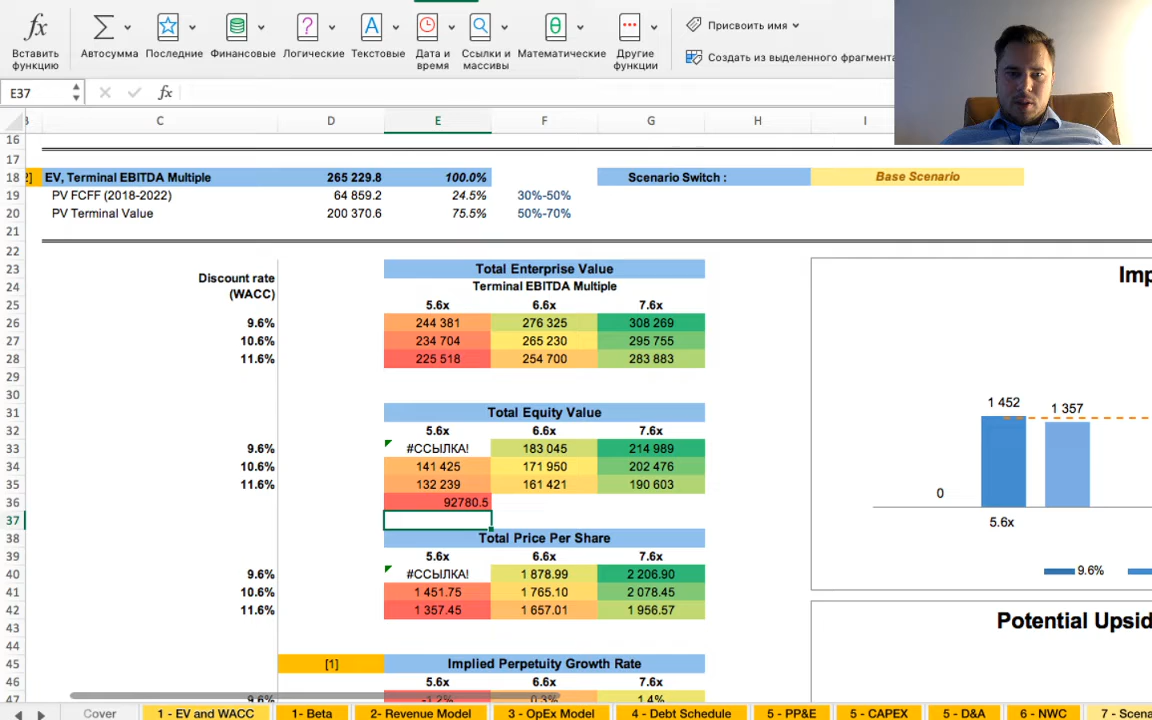 Вставить функцию
Автосумма
Последние
Финансовые
Логические
Текстовые
Дата и время
Ссылки и массивы
Математические
Другие функции
Присвоить имя
Создать из выделенного фрагмента
E37
fx
C D E F G H I
16
17
18 EV, Terminal EBITDA Multiple 265 229.8 100.0% Scenario Switch : Base Scenario
19 PV FCFF (2018-2022) 64 859.2 24.5% 30%-50%
20 PV Terminal Value 200 370.6 75.5% 50%-70%
21
22
23 Total Enterprise Value
24 Discount rate (WACC) Terminal EBITDA Multiple
25 5.6x 6.6x 7.6x
26 9.6% 244 381 276 325 308 269
27 10.6% 234 704 265 230 295 755
28 11.6% 225 518 254 700 283 883
29
30
31 Total Equity Value
32 5.6x 6.6x 7.6x
33 9.6% #ССЫЛКА! 183 045 214 989
34 10.6% 141 425 171 950 202 476
35 11.6% 132 239 161 421 190 603
36 92780.5
37
38 Total Price Per Share
39 5.6x 6.6x 7.6x
40 9.6% #ССЫЛКА! 1 878.99 2 206.90
41 10.6% 1 451.75 1 765.10 2 078.45
42 11.6% 1 357.45 1 657.01 1 956.57
43
44
45 [1] Implied Perpetuity Growth Rate
46 5.6x 6.6x 7.6x
47 9.6% -1.2% 0.3% 1.4%
Imp
1 452
1 357
0
5.6x
9.6%
Potential Upsid
Cover 1 - EV and WACC 1- Beta 2- Revenue Model 3 - OpEx Model 4 - Debt Schedule 5 - PP&E 5 - CAPEX 5 - D&A 6 - NWC 7 - Scena